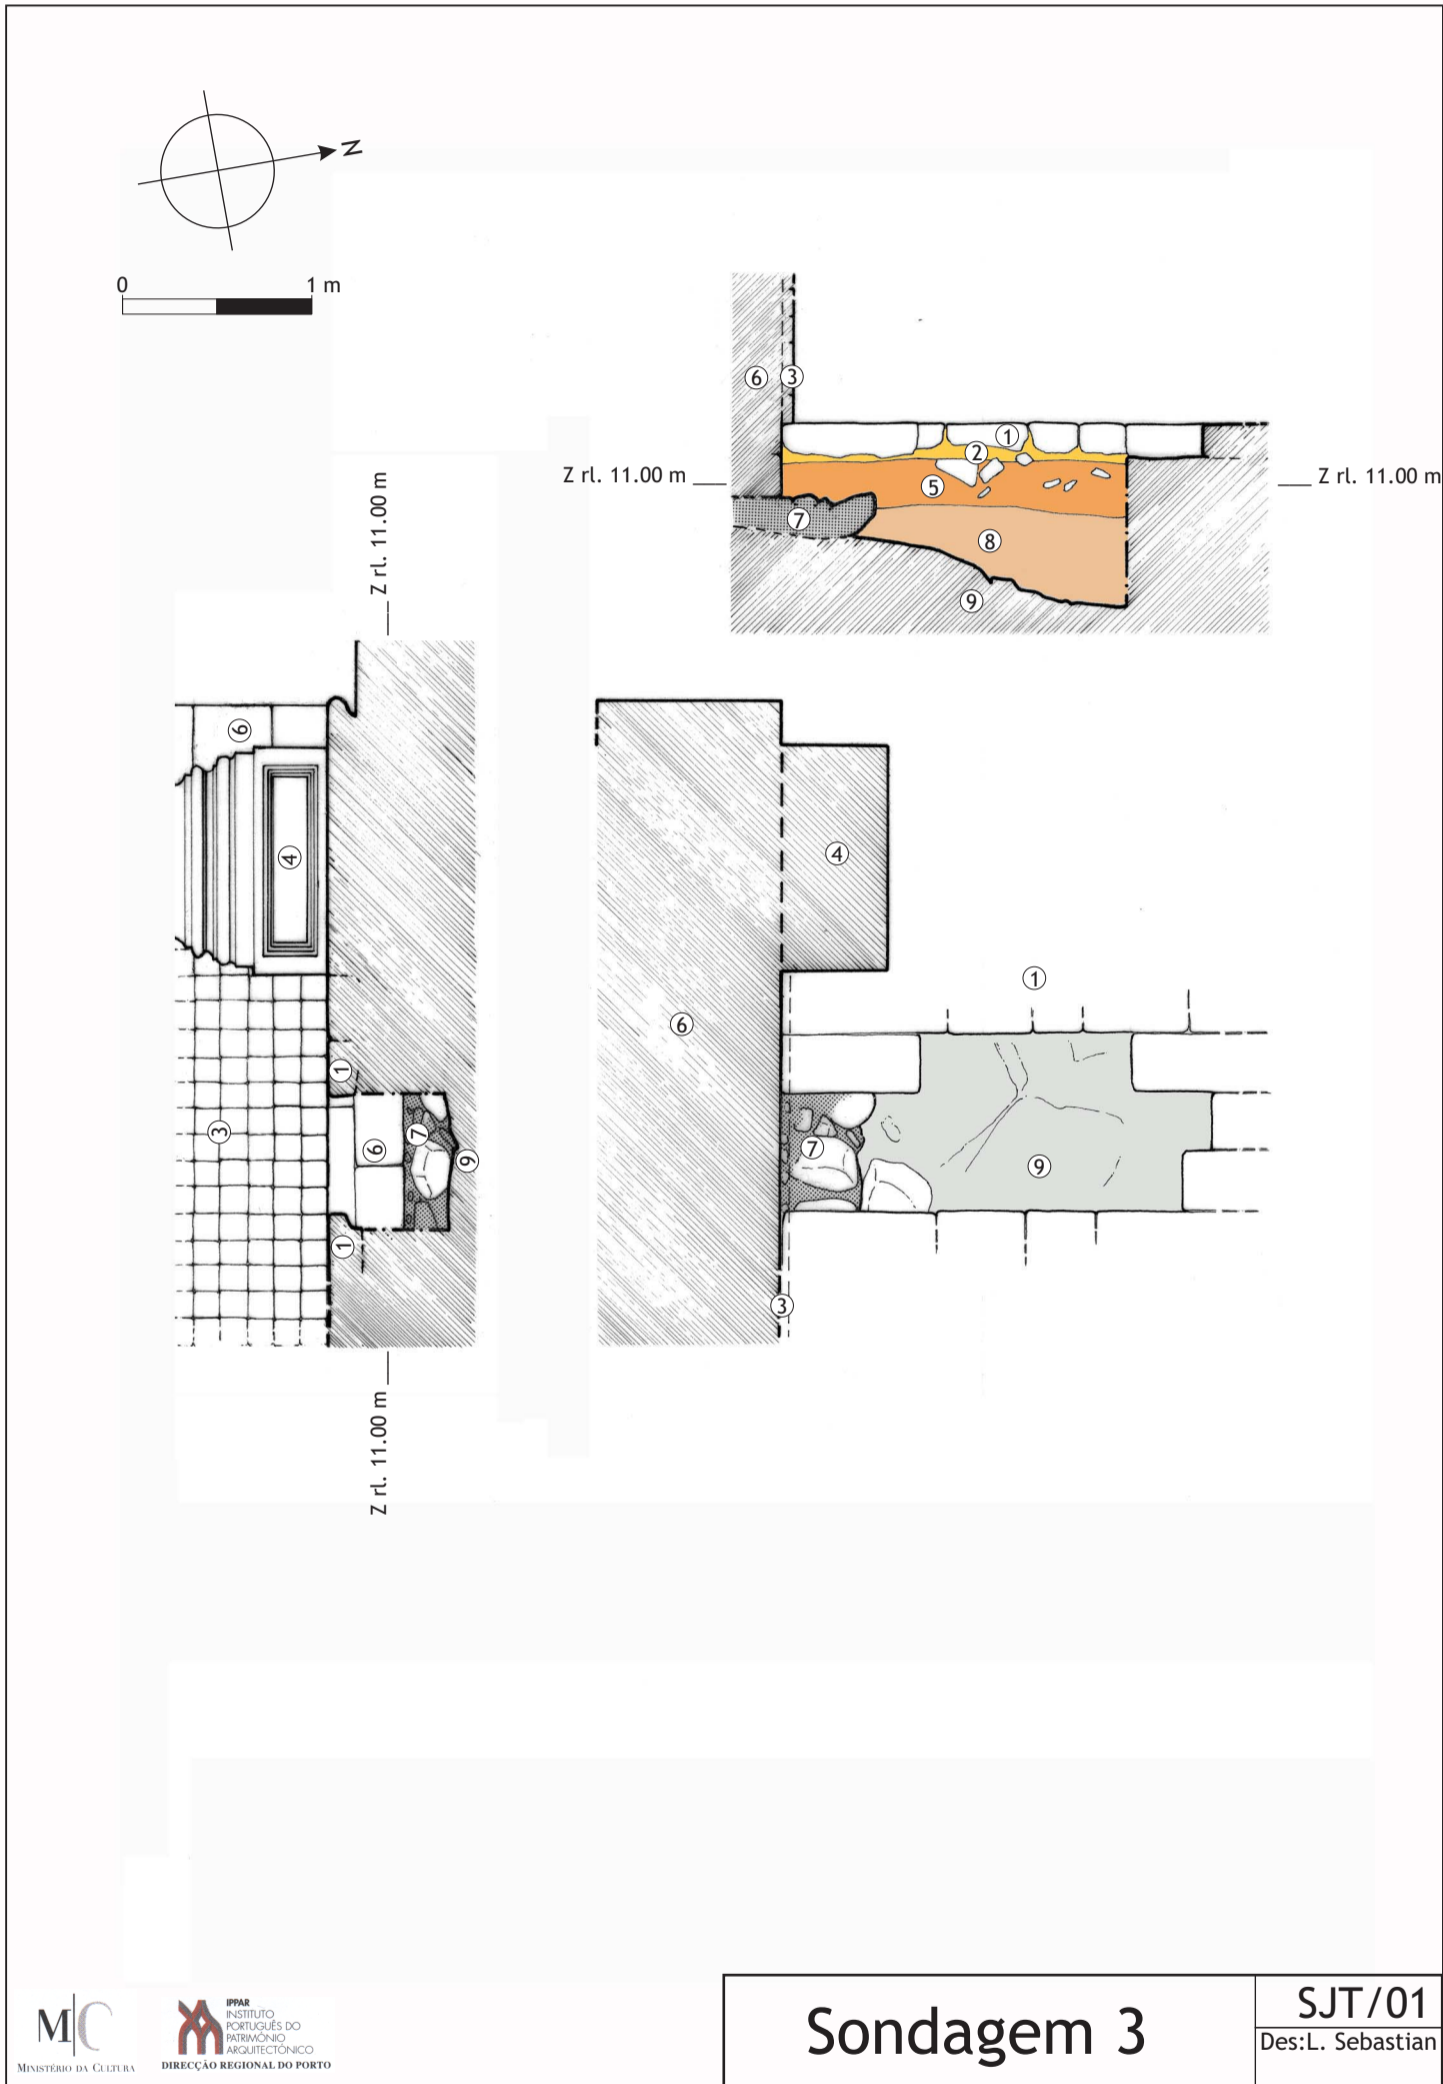 N
0 1 m
6 3
1
2
Z rl. 11.00 m
Z rl. 11.00 m
5
7
8
9
Z rl. 11.00 m
6
4
3
1
6
7
9
1
Z rl. 11.00 m
4
1
6
7
9
3
M|C
MINISTÉRIO DA CULTURA
IPPAR
INSTITUTO
PORTUGUÊS DO
PATRIMÓNIO
ARQUITECTÓNICO
DIRECÇÃO REGIONAL DO PORTO
Sondagem 3
SJT/01
Des:L. Sebastian